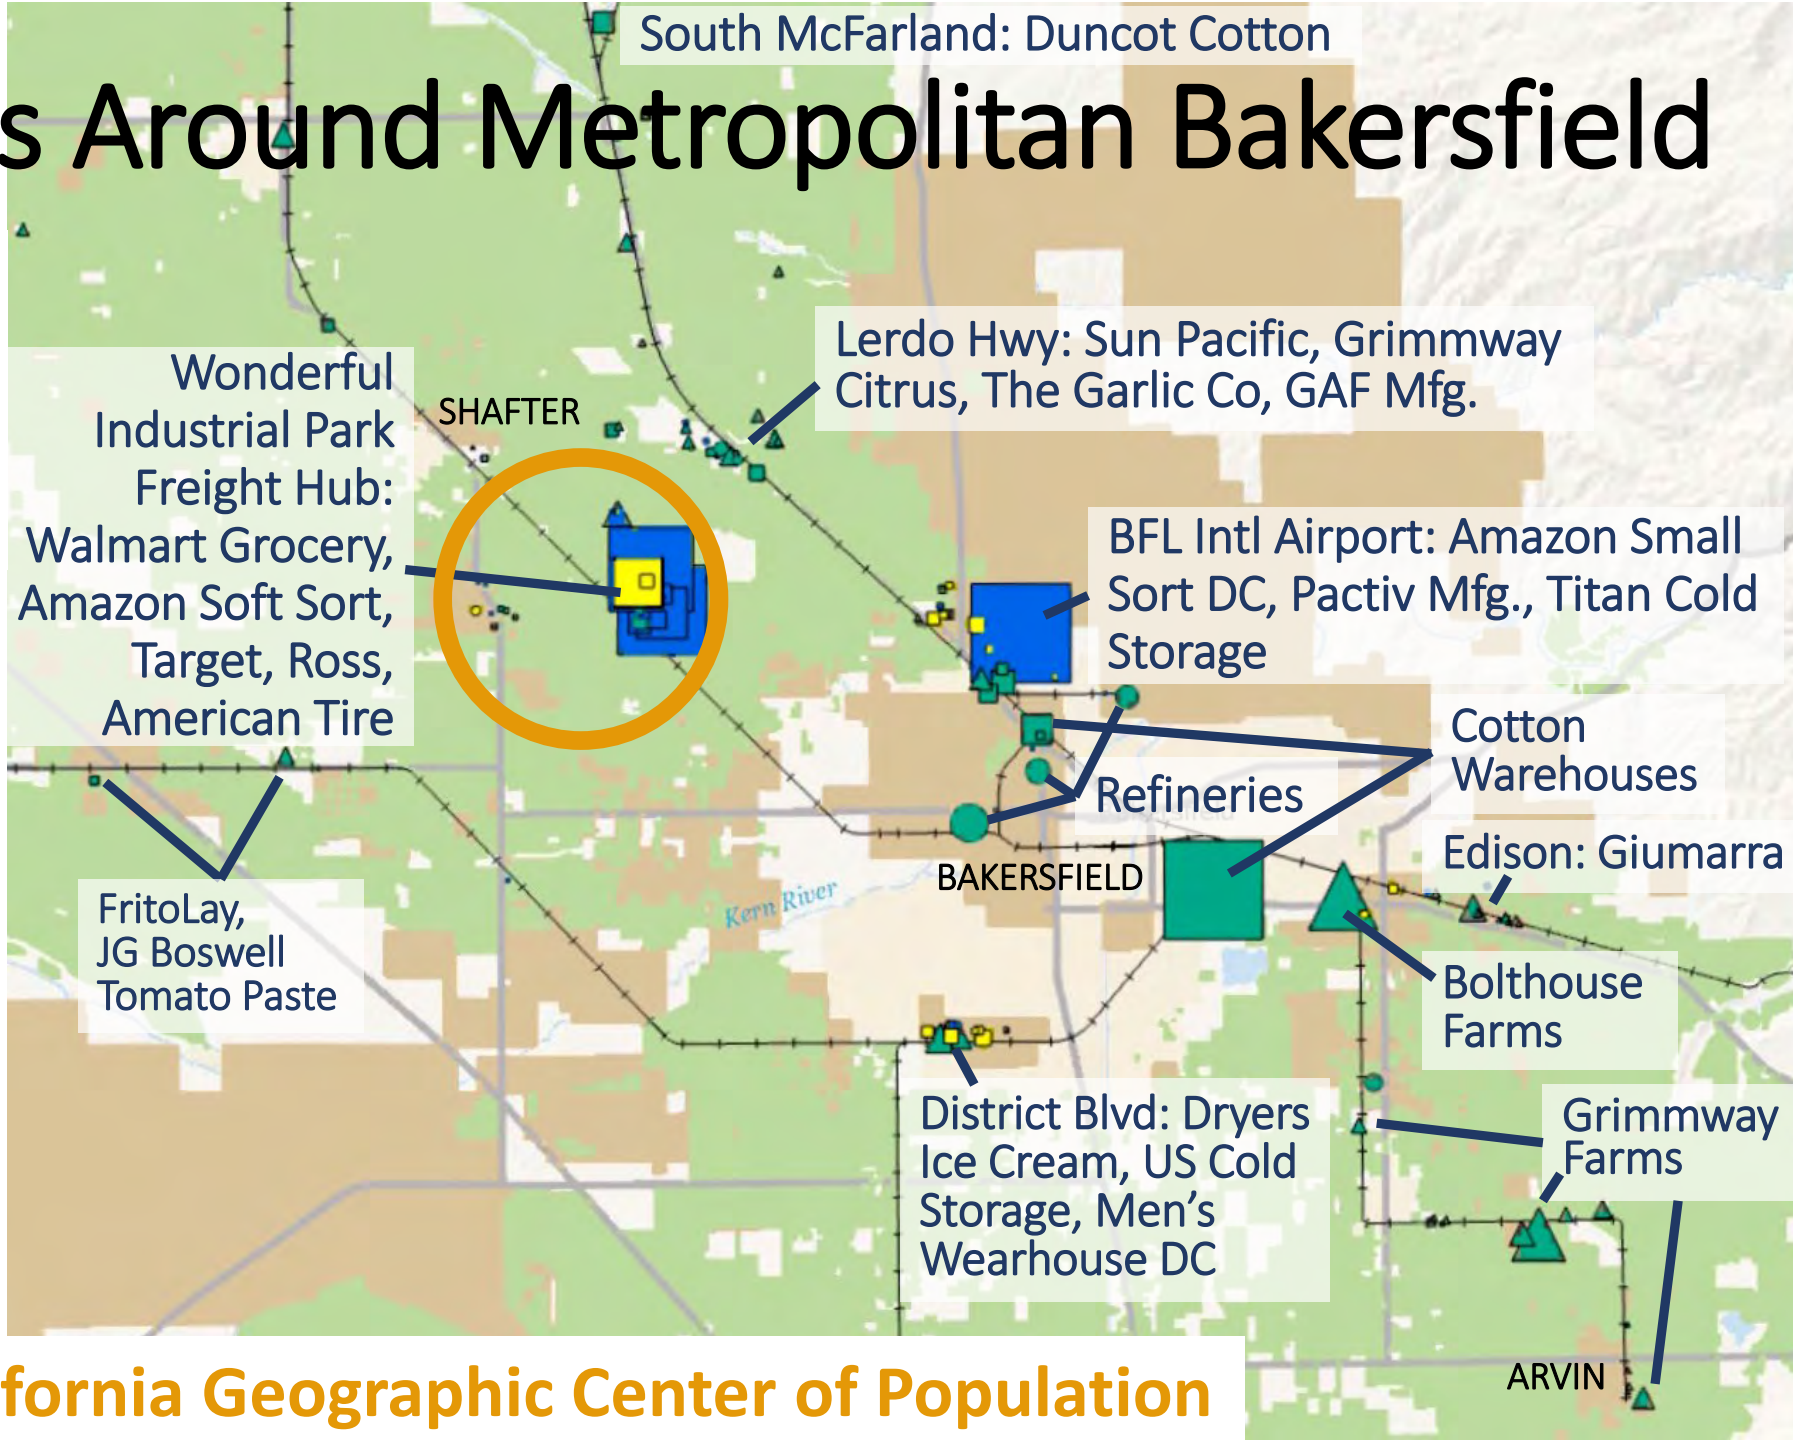 South McFarland: Duncot Cotton
s Around Metropolitan Bakersfield
Lerdo Hwy: Sun Pacific, Grimmway
Citrus, The Garlic Co, GAF Mfg.
Wonderful
Industrial Park
Freight Hub:
Walmart Grocery,
Amazon Soft Sort,
Target, Ross,
American Tire
SHAFTER
BFL Intl Airport: Amazon Small
Sort DC, Pactiv Mfg., Titan Cold
Storage
Cotton
Warehouses
Refineries
Edison: Giumarra
BAKERSFIELD
Kern River
FritoLay,
JG Boswell
Tomato Paste
Bolthouse
Farms
District Blvd: Dryers
Ice Cream, US Cold
Storage, Men's
Wearhouse DC
Grimmway
Farms
ARVIN
fornia Geographic Center of Population